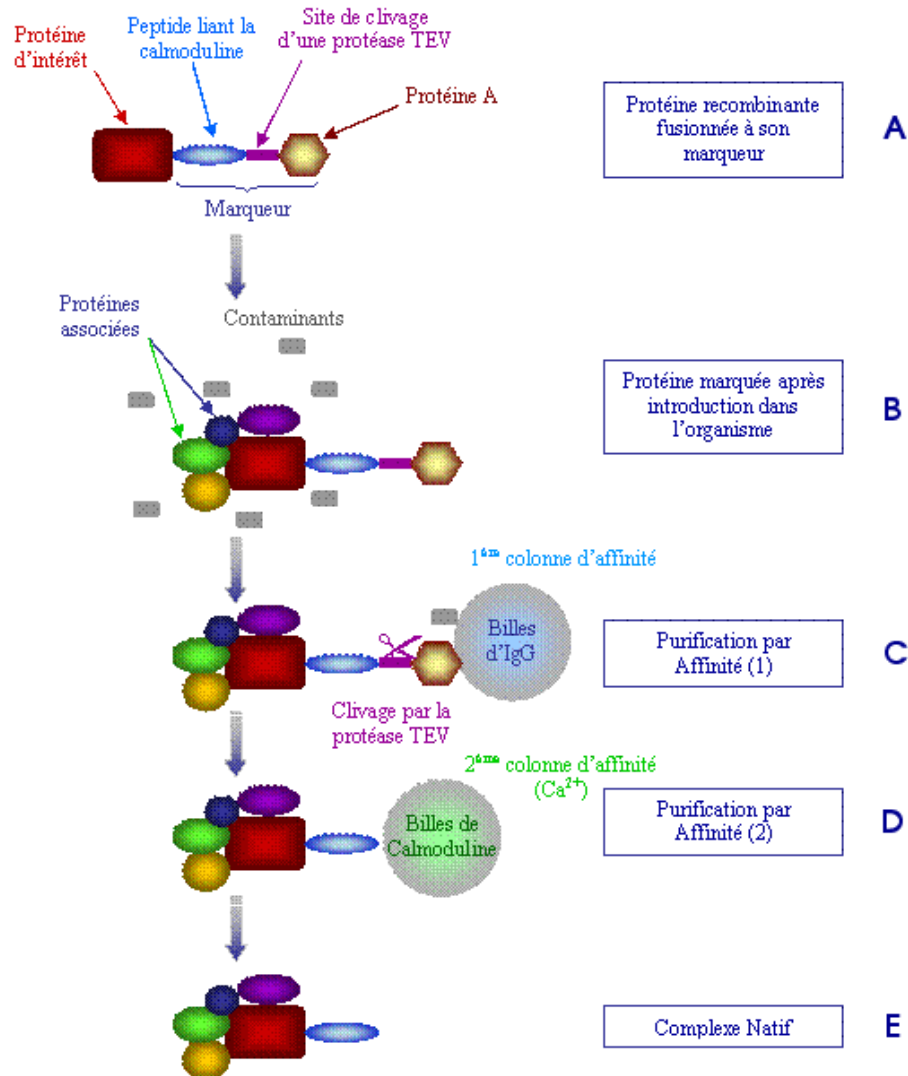 Protéine
d'intérêt
Peptide liant la
calmoduline
Site de clivage
d'une protéase TEV
Protéine A
Marqueur
Protéine recombinante
fusionnée à son
marqueur
A
Protéines
associées
Contaminants
Protéine marquée après
introduction dans
l'organisme
B
1ème colonne d'affinité
Billes
d'IgG
Clivage par la
protéase TEV
Purification par
Affinité (1)
C
2ème colonne d'affinité
(Ca2+)
Billes de
Calmoduline
Purification par
Affinité (2)
D
Complexe Natif
E